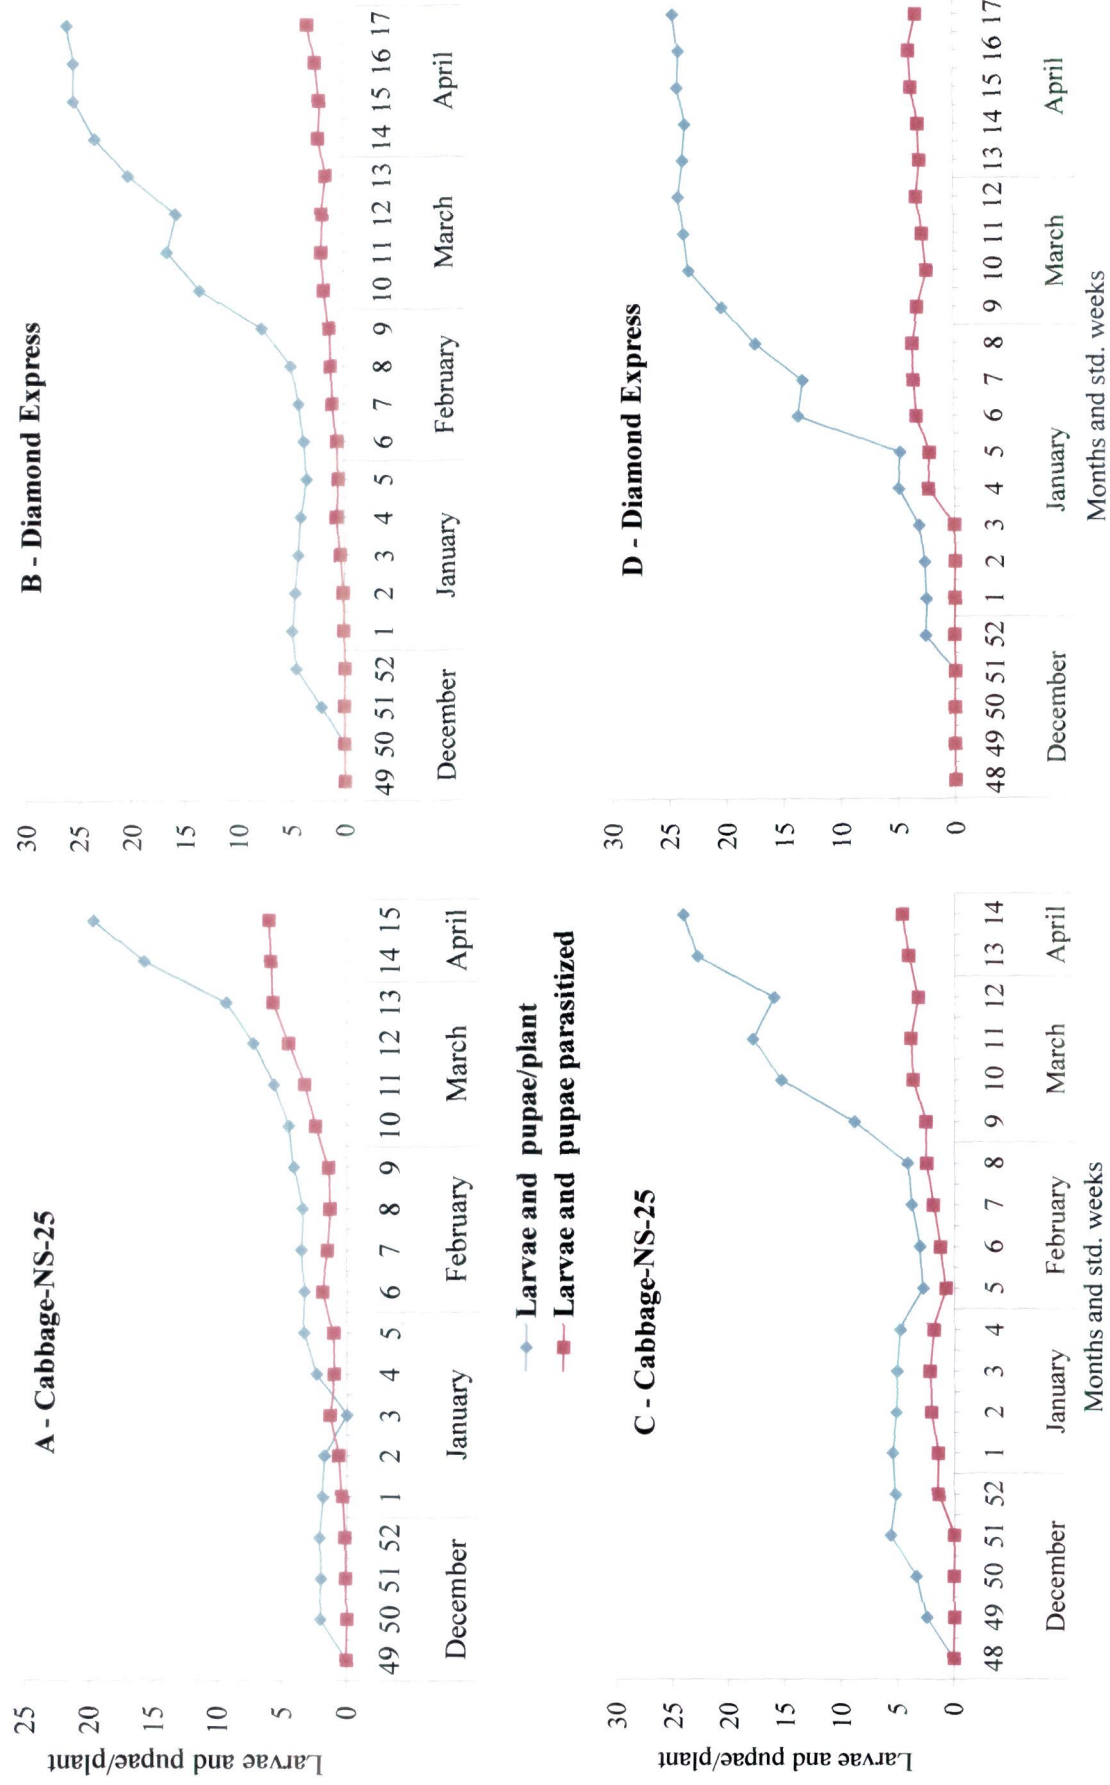 A - Cabbage-NS-25
25
20
15
10
5
0
Larvae and pupae/plant
49 50 51 52 1 2 3 4 5 6 7 8 9 10 11 12 13 14 15
December January February March April
B - Diamond Express
30
25
20
15
10
5
0
49 50 51 52 1 2 3 4 5 6 7 8 9 10 11 12 13 14 15 16 17
December January February March April
Larvae and pupae/plant
Larvae and pupae parasitized
C - Cabbage-NS-25
30
25
20
15
10
5
0
Larvae and pupae/plant
48 49 50 51 52 1 2 3 4 5 6 7 8 9 10 11 12 13 14
December January February March April
Months and std. weeks
D - Diamond Express
30
25
20
15
10
5
0
48 49 50 51 52 1 2 3 4 5 6 7 8 9 10 11 12 13 14 15 16 17
December January March April
Months and std. weeks